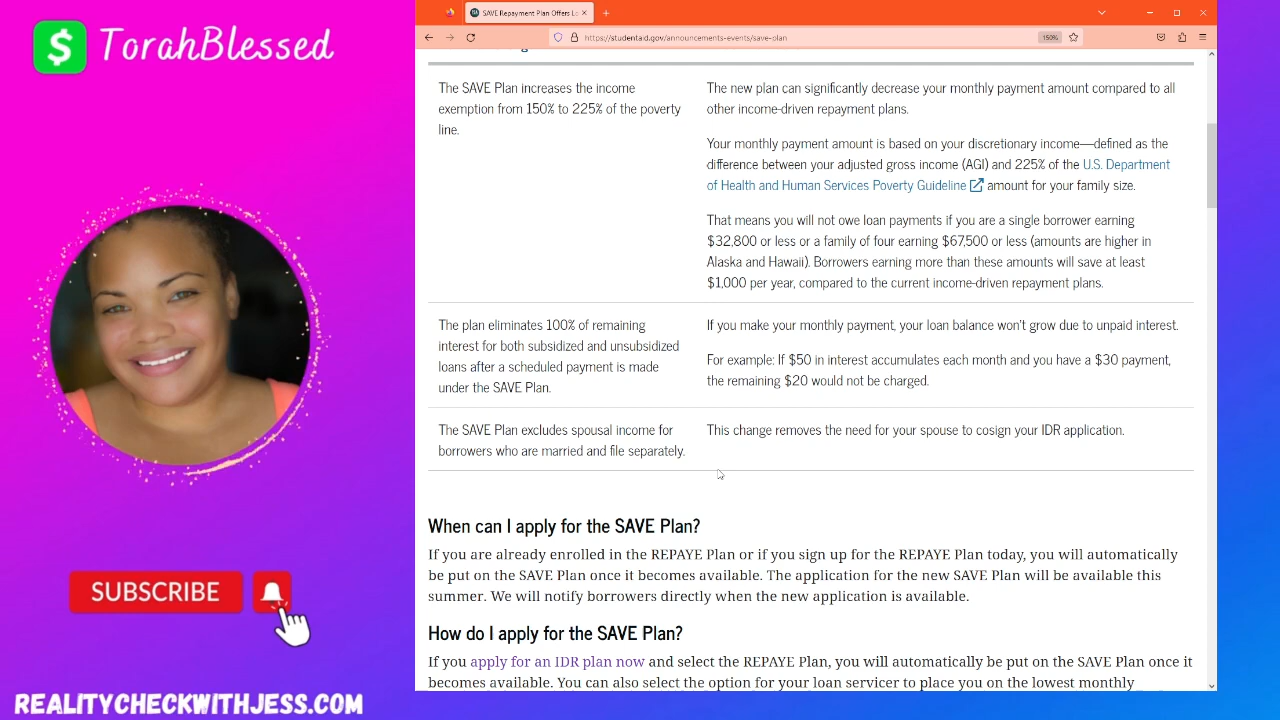 TorahBlessed
SUBSCRIBE
REALITYCHECKWITHJESS.COM
SAVE Repayment Plan Offers Lo
https://studentaid.gov/announcements-events/save-plan
150%
The SAVE Plan increases the income
exemption from 150% to 225% of the poverty
line.
The new plan can significantly decrease your monthly payment amount compared to all
other income-driven repayment plans.
Your monthly payment amount is based on your discretionary income—defined as the
difference between your adjusted gross income (AGI) and 225% of the U.S. Department
of Health and Human Services Poverty Guideline amount for your family size.
That means you will not owe loan payments if you are a single borrower earning
$32,800 or less or a family of four earning $67,500 or less (amounts are higher in
Alaska and Hawaii). Borrowers earning more than these amounts will save at least
$1,000 per year, compared to the current income-driven repayment plans.
The plan eliminates 100% of remaining
interest for both subsidized and unsubsidized
loans after a scheduled payment is made
under the SAVE Plan.
If you make your monthly payment, your loan balance won't grow due to unpaid interest.
For example: If $50 in interest accumulates each month and you have a $30 payment,
the remaining $20 would not be charged.
The SAVE Plan excludes spousal income for
borrowers who are married and file separately.
This change removes the need for your spouse to cosign your IDR application.
When can I apply for the SAVE Plan?
If you are already enrolled in the REPAYE Plan or if you sign up for the REPAYE Plan today, you will automatically
be put on the SAVE Plan once it becomes available. The application for the new SAVE Plan will be available this
summer. We will notify borrowers directly when the new application is available.
How do I apply for the SAVE Plan?
If you apply for an IDR plan now and select the REPAYE Plan, you will automatically be put on the SAVE Plan once it
becomes available. You can also select the option for your loan servicer to place you on the lowest monthly